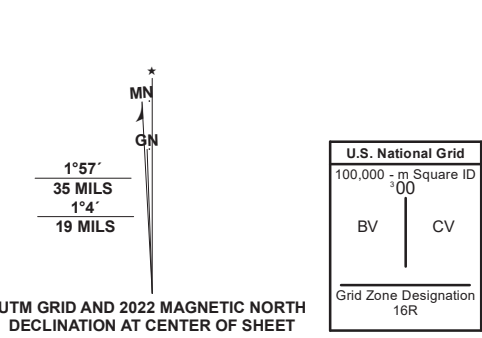 ★
MN
GN
1°57´
35 MILS
1°4´
19 MILS
UTM GRID AND 2022 MAGNETIC NORTH
DECLINATION AT CENTER OF SHEET
U.S. National Grid
100,000 - m Square ID
³00
BV CV
Grid Zone Designation
16R